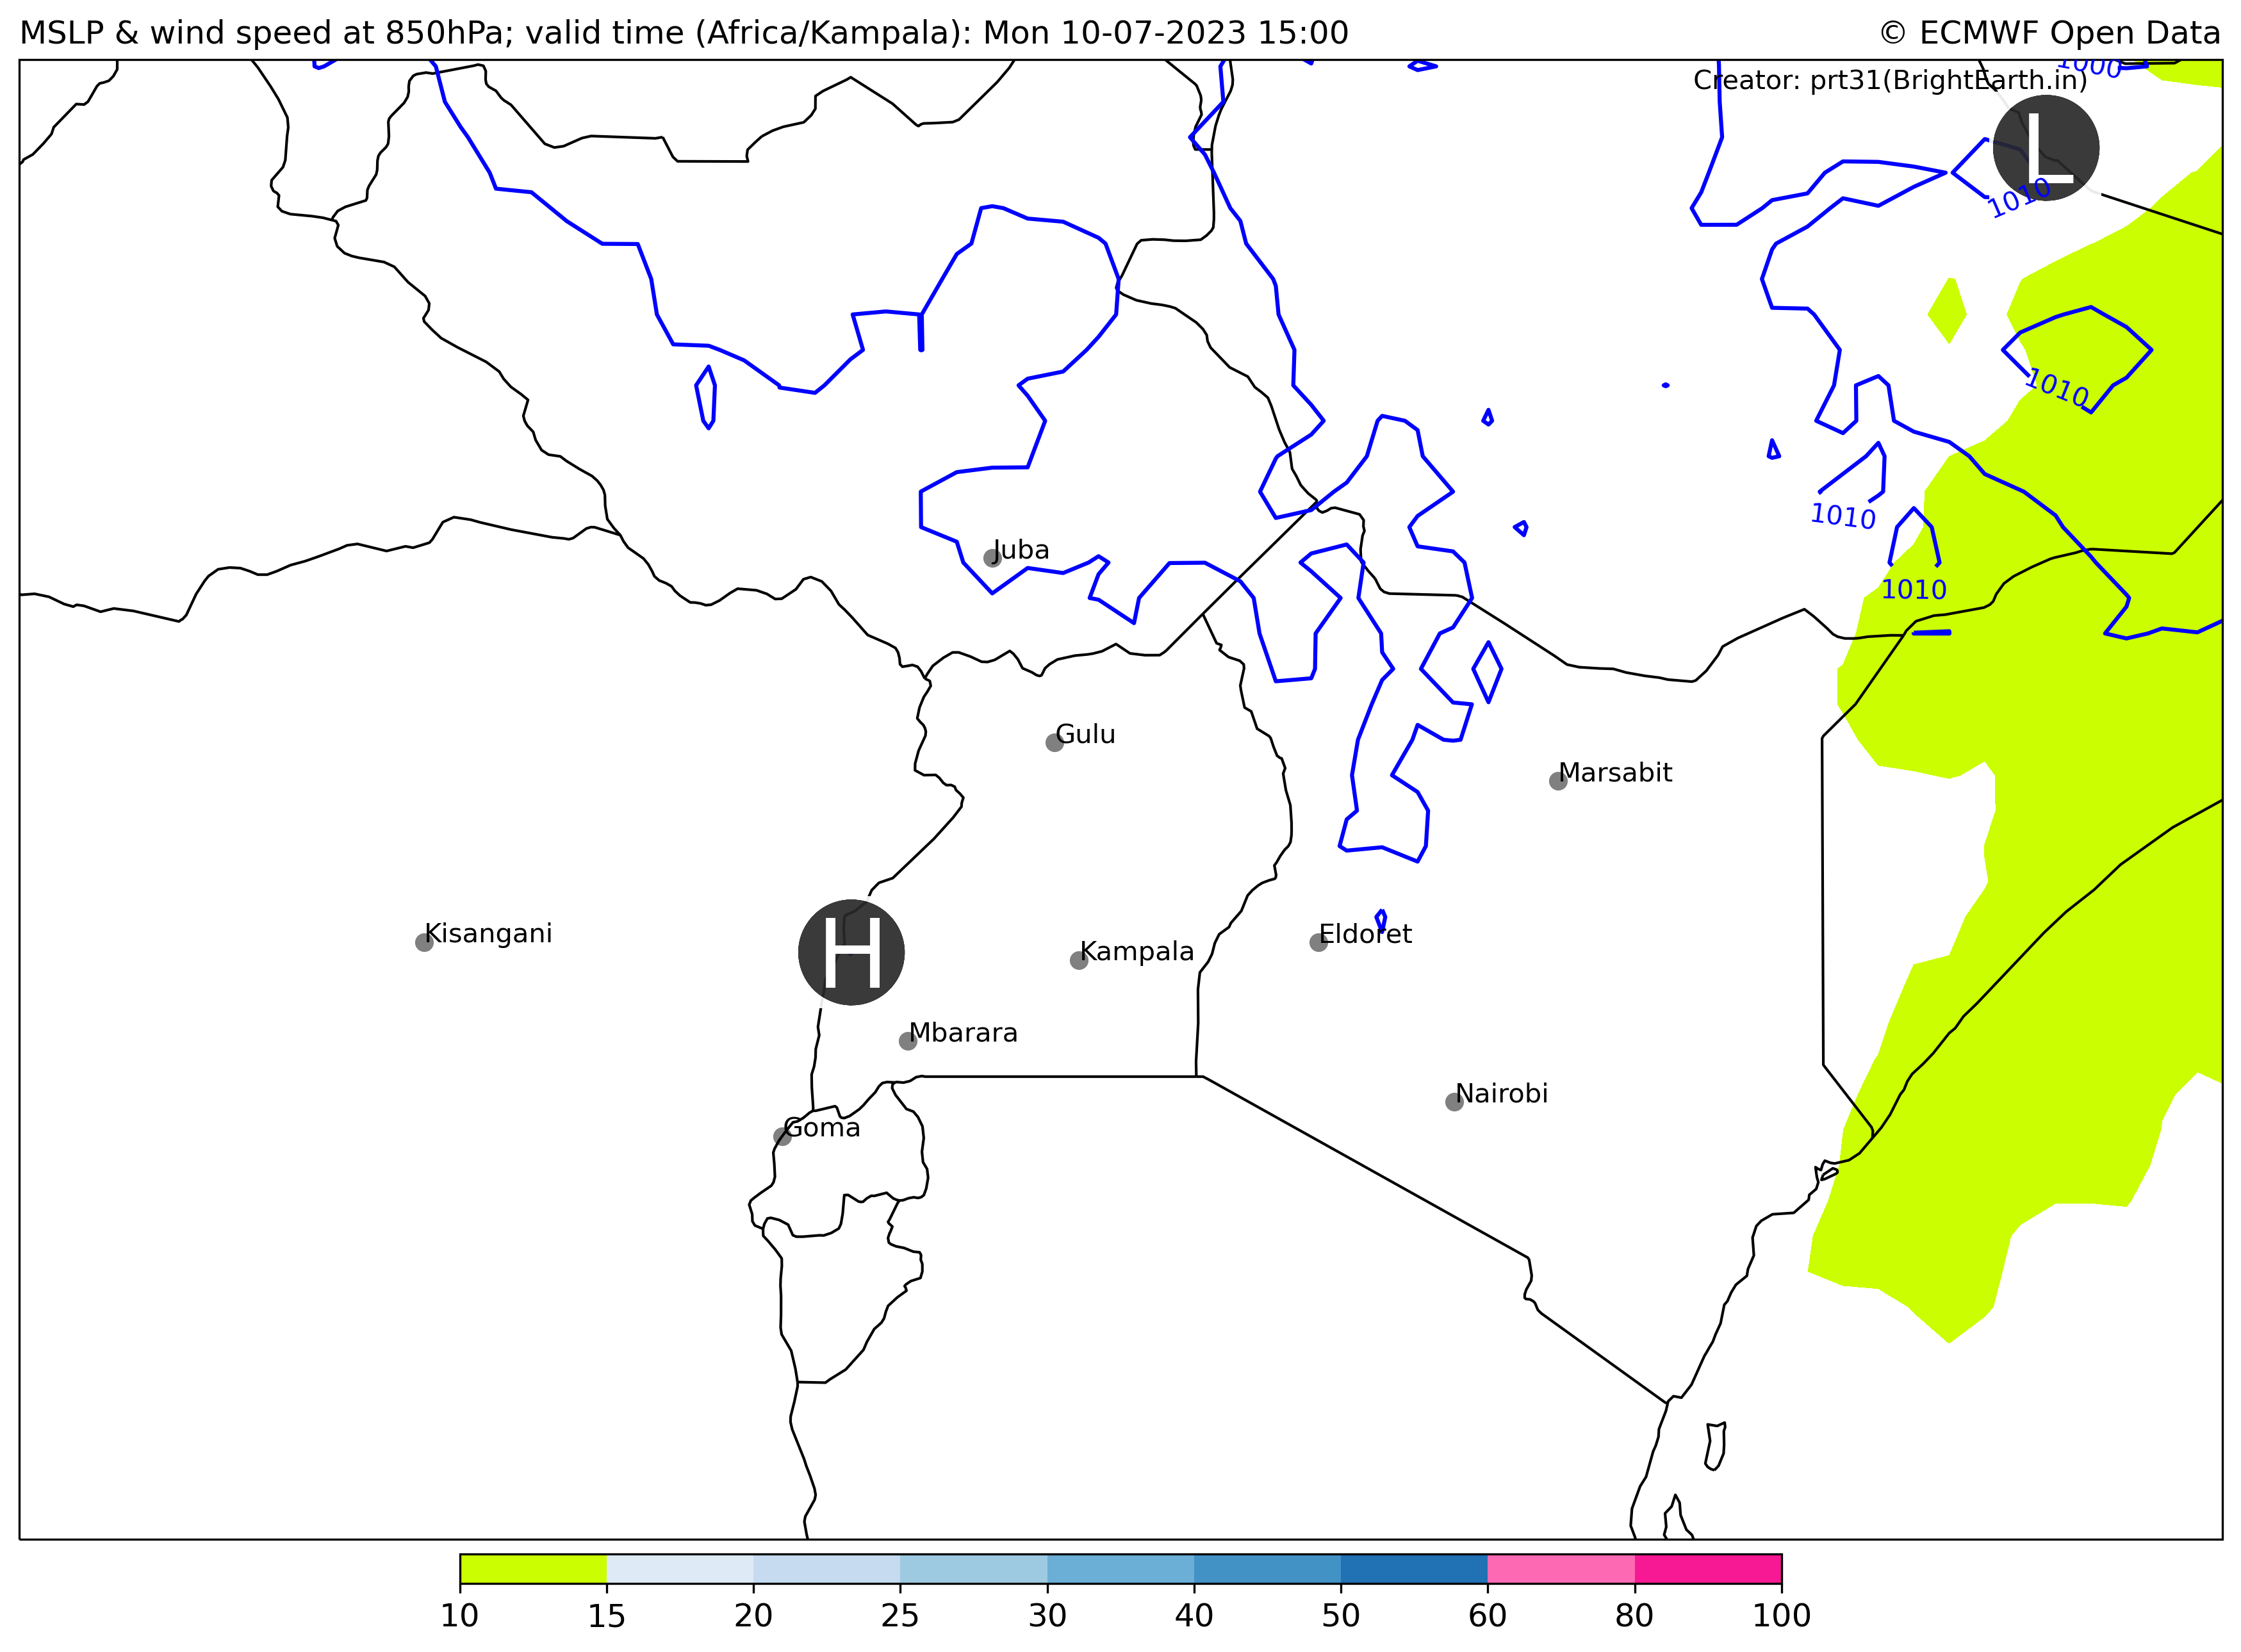 MSLP & wind speed at 850hPa; valid time (Africa/Kampala): Mon 10-07-2023 15:00
© ECMWF Open Data
1000
Creator: prt31(BrightEarth.in)
L
1010
1010
1010
Juba
1010
Gulu
Marsabit
Kisangani
H
Kampala
Eldoret
Mbarara
Nairobi
Goma
10 15 20 25 30 40 50 60 80 100